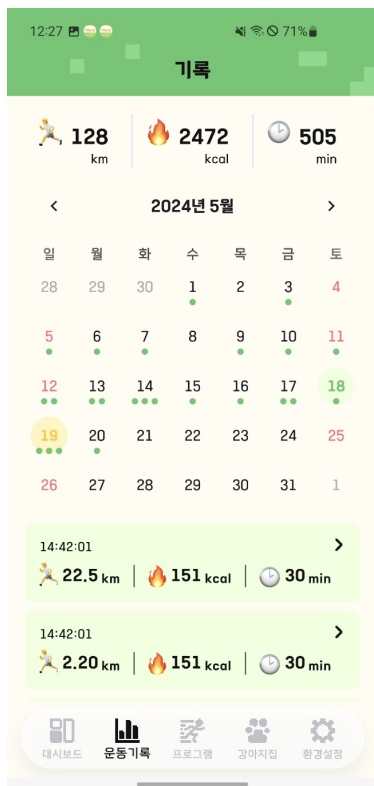 12:27 71%
기록
128 2472 505
km kcal min
2024년 5월
일 월 화 수 목 금 토
28 29 30 1 2 3 4
5 6 7 8 9 10 11
12 13 14 15 16 17 18
19 20 21 22 23 24 25
26 27 28 29 30 31 1
14:42:01
22.5 km 151 kcal 30 min
14:42:01
2.20 km 151 kcal 30 min
대시보드 운동기록 프로그램 강아지집 환경설정